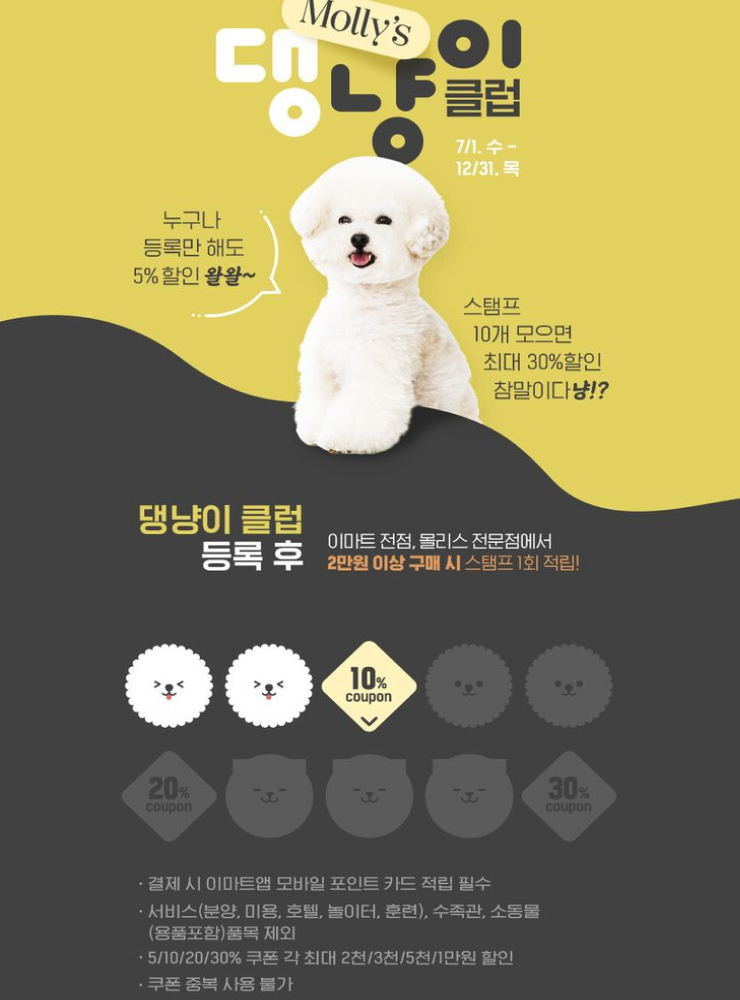 Molly's
댕냥이
클럽
7/1. 수 -
12/31. 목
누구나
등록만 해도
5% 할인 왈왈~
스탬프
10개 모으면
최대 30%할인
참말이다냥!?
댕냥이 클럽
등록 후
이마트 전점, 몰리스 전문점에서
2만원 이상 구매 시 스탬프 1회 적립!
10%
coupon
20%
coupon
30%
coupon
· 결제 시 이마트앱 모바일 포인트 카드 적립 필수
· 서비스(분양, 미용, 호텔, 놀이터, 훈련), 수족관, 소동물
(용품포함)품목 제외
· 5/10/20/30% 쿠폰 각 최대 2천/3천/5천/1만원 할인
· 쿠폰 중복 사용 불가